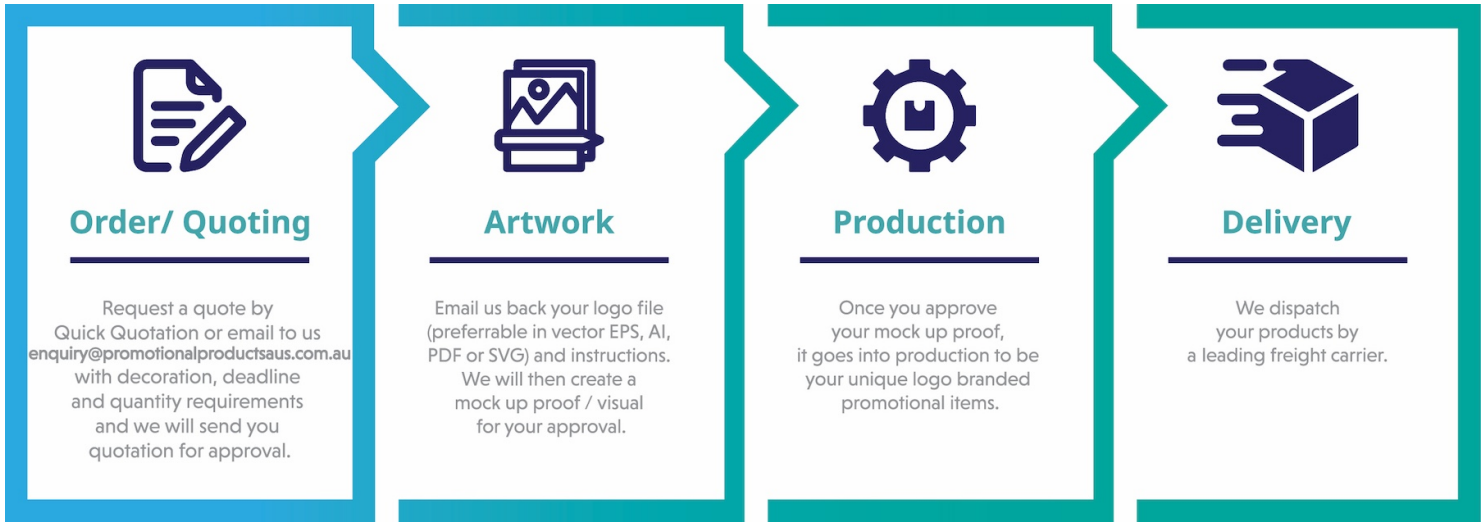 Order/ Quoting
Request a quote by
Quick Quotation or email to us
enquiry@promotionalproductsaus.com.au
with decoration, deadline
and quantity requirements
and we will send you
quotation for approval.
Artwork
Email us back your logo file
(preferrable in vector EPS, AI,
PDF or SVG) and instructions.
We will then create a
mock up proof / visual
for your approval.
Production
Once you approve
your mock up proof,
it goes into production to be
your unique logo branded
promotional items.
Delivery
We dispatch
your products by
a leading freight carrier.